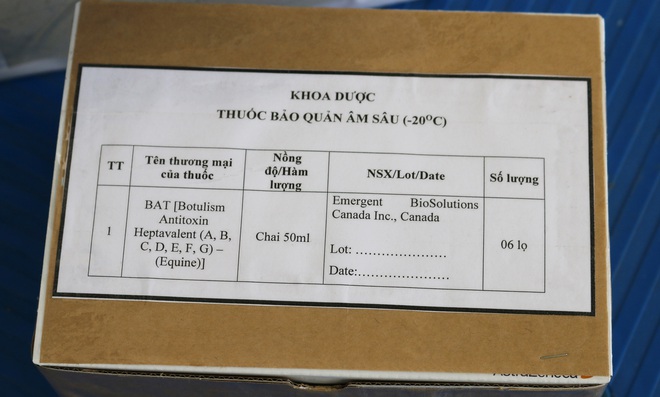 KHOA DƯỢC
THUỐC BẢO QUẢN ÂM SÂU (-20ᴼC)
TT
Tên thương mại
của thuốc
Nồng
độ/Hàm
lượng
NSX/Lot/Date
Số lượng
1
BAT [Botulism
Antitoxin
Heptavalent (A, B,
C, D, E, F, G) –
(Equine)]
Chai 50ml
Emergent BioSolutions
Canada Inc., Canada
Lot: .....................
Date:.....................
06 lọ
AstraZeneca